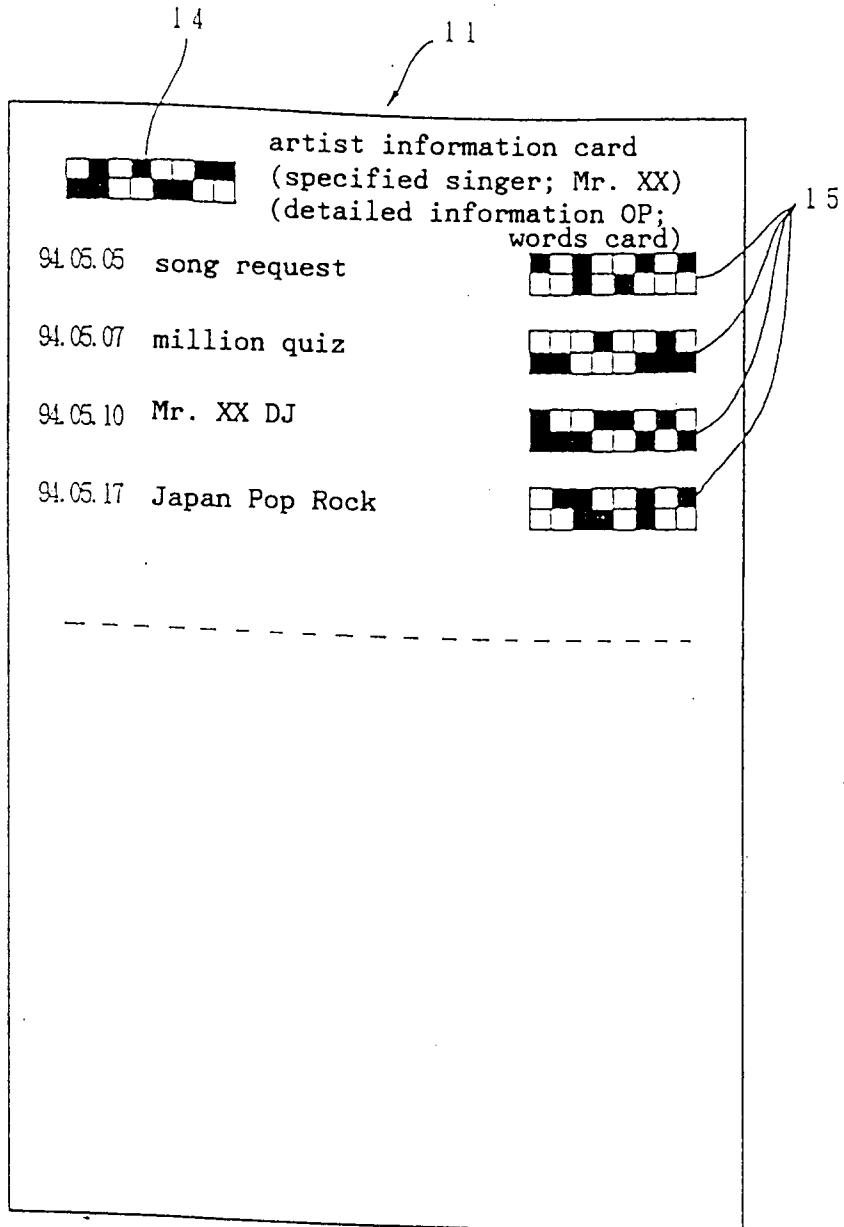 14
11
artist information card
(specified singer; Mr. XX)
(detailed information OP;
words card)
15
94.05.05 song request
94.05.07 million quiz
94.05.10 Mr. XX DJ
94.05.17 Japan Pop Rock